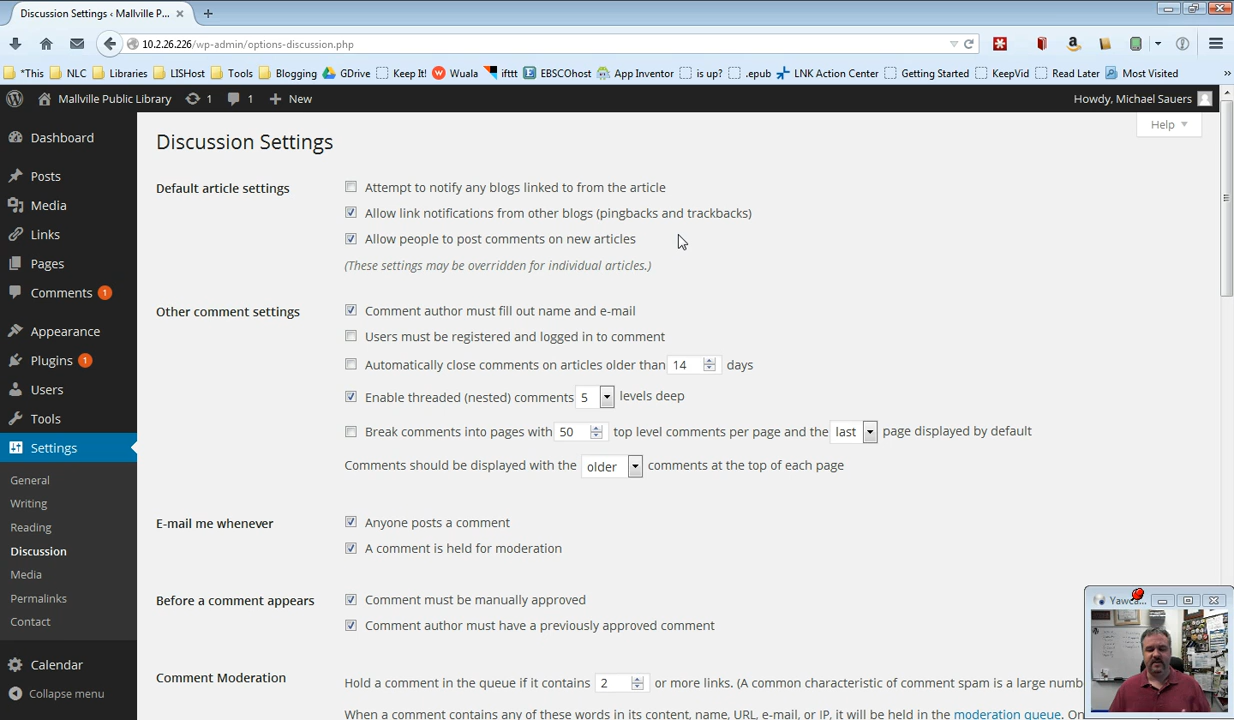 Discussion Settings ‹ Mallville P...
10.2.26.226/wp-admin/options-discussion.php
*This NLC Libraries LISHost Tools Blogging GDrive Keep It! Wuala ifttt EBSCOhost App Inventor is up? .epub LNK Action Center Getting Started KeepVid Read Later Most Visited »
Mallville Public Library 1 1 + New Howdy, Michael Sauers
Help
Dashboard
Posts
Media
Links
Pages
Comments 1
Appearance
Plugins 1
Users
Tools
Settings
General
Writing
Reading
Discussion
Media
Permalinks
Contact
Calendar
Collapse menu
Discussion Settings
Default article settings
Attempt to notify any blogs linked to from the article
Allow link notifications from other blogs (pingbacks and trackbacks)
Allow people to post comments on new articles
(These settings may be overridden for individual articles.)
Other comment settings
Comment author must fill out name and e-mail
Users must be registered and logged in to comment
Automatically close comments on articles older than 14 days
Enable threaded (nested) comments 5 levels deep
Break comments into pages with 50 top level comments per page and the last page displayed by default
Comments should be displayed with the older comments at the top of each page
E-mail me whenever
Anyone posts a comment
A comment is held for moderation
Before a comment appears
Comment must be manually approved
Comment author must have a previously approved comment
Comment Moderation
Hold a comment in the queue if it contains 2 or more links. (A common characteristic of comment spam is a large numb
When a comment contains any of these words in its content, name, URL, e-mail, or IP, it will be held in the moderation queue. On
Yawca...